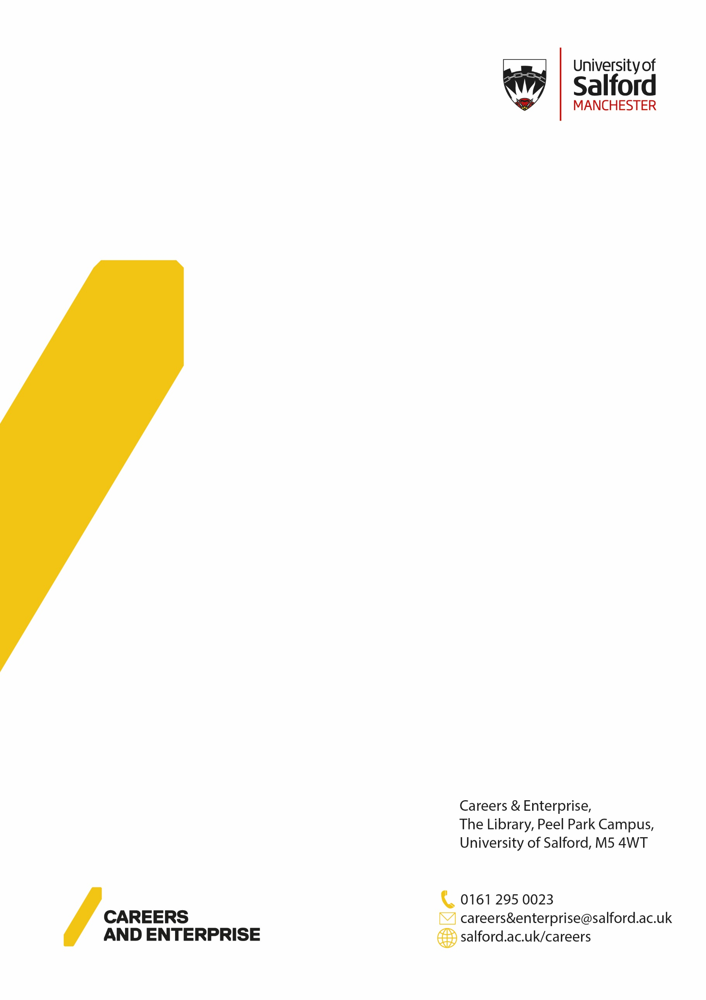 University of
Salford
MANCHESTER
Careers & Enterprise,
The Library, Peel Park Campus,
University of Salford, M5 4WT
0161 295 0023
careers&enterprise@salford.ac.uk
salford.ac.uk/careers
CAREERS
AND ENTERPRISE